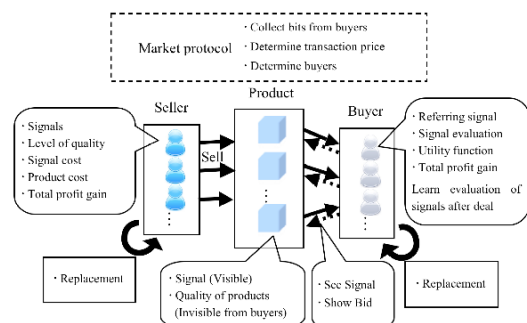 Market protocol
· Collect bits from buyers
· Determine transaction price
· Determine buyers
Seller
Product
Buyer
· Signals
· Level of quality
· Signal cost
· Product cost
· Total profit gain
Sell
· Referring signal
· Signal evaluation
· Utility function
· Total profit gain
Learn evaluation of
signals after deal
· Replacement
· Signal (Visible)
· Quality of products
(Invisible from buyers)
· See Signal
· Show Bid
· Replacement